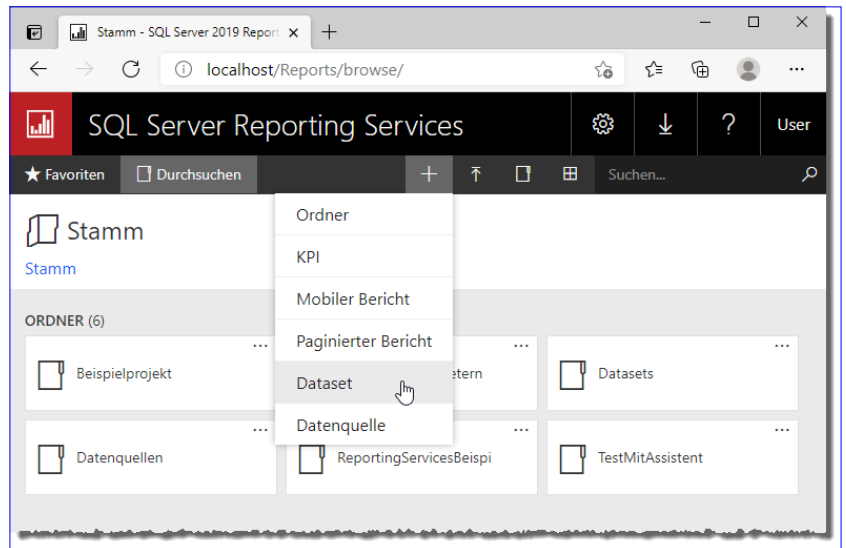 Stamm - SQL Server 2019 Report
localhost/Reports/browse/
SQL Server Reporting Services
? User
Favoriten Durchsuchen Suchen...
Ordner
KPI
Mobiler Bericht
Paginierter Bericht
Dataset
Datenquelle
Stamm
Stamm
ORDNER (6)
Beispielprojekt
Datasets
Datenquellen
ReportingServicesBeispi
TestMitAssistent